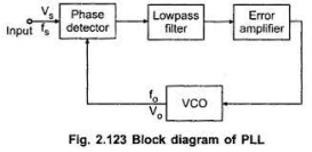 Vs
Input fs
Phase
detector
Lowpass
filter
Error
amplifier
fo
Vo
VCO
Fig. 2.123 Block diagram of PLL